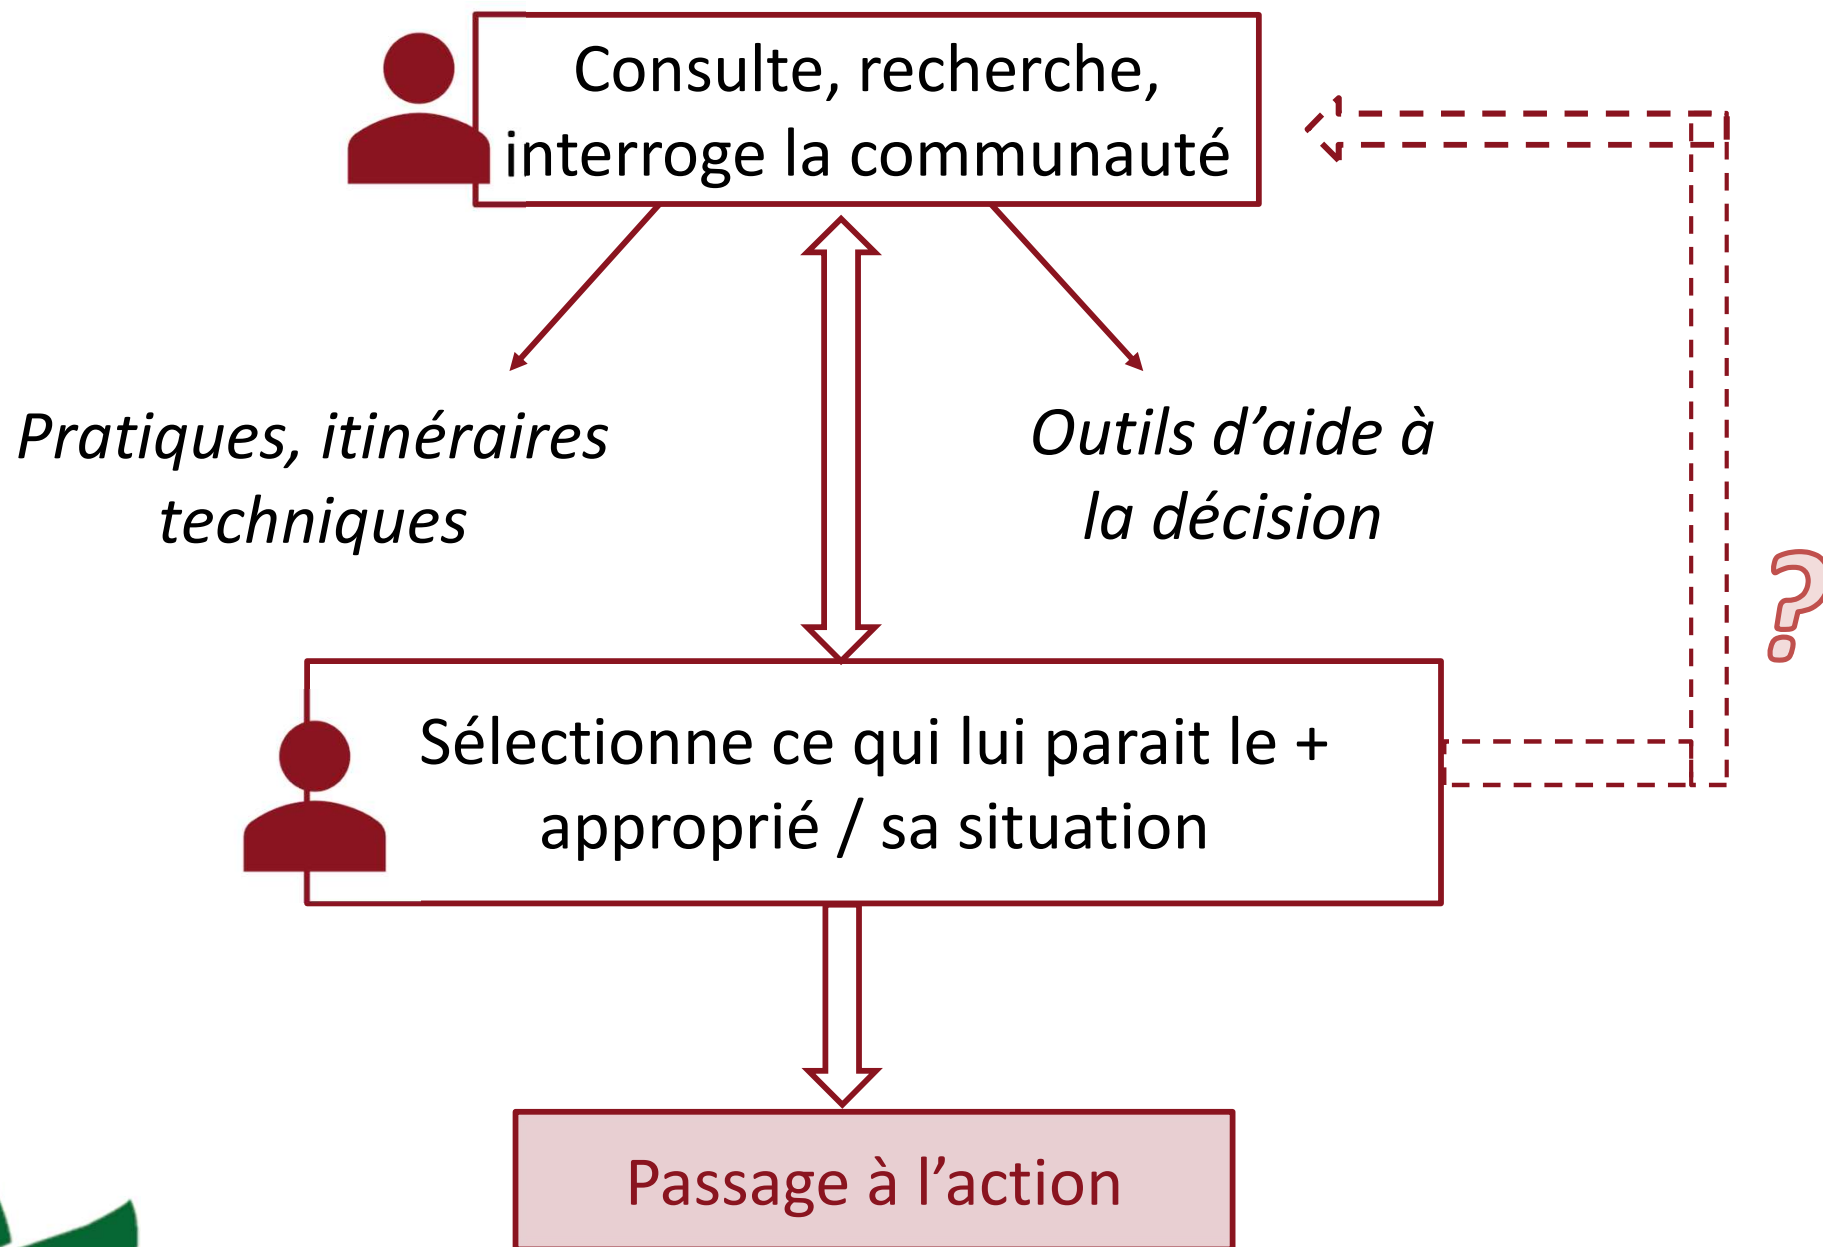 Consulte, recherche,
interroge la communauté
Pratiques, itinéraires
techniques
Outils d’aide à
la décision
?
Sélectionne ce qui lui parait le +
approprié / sa situation
Passage à l’action